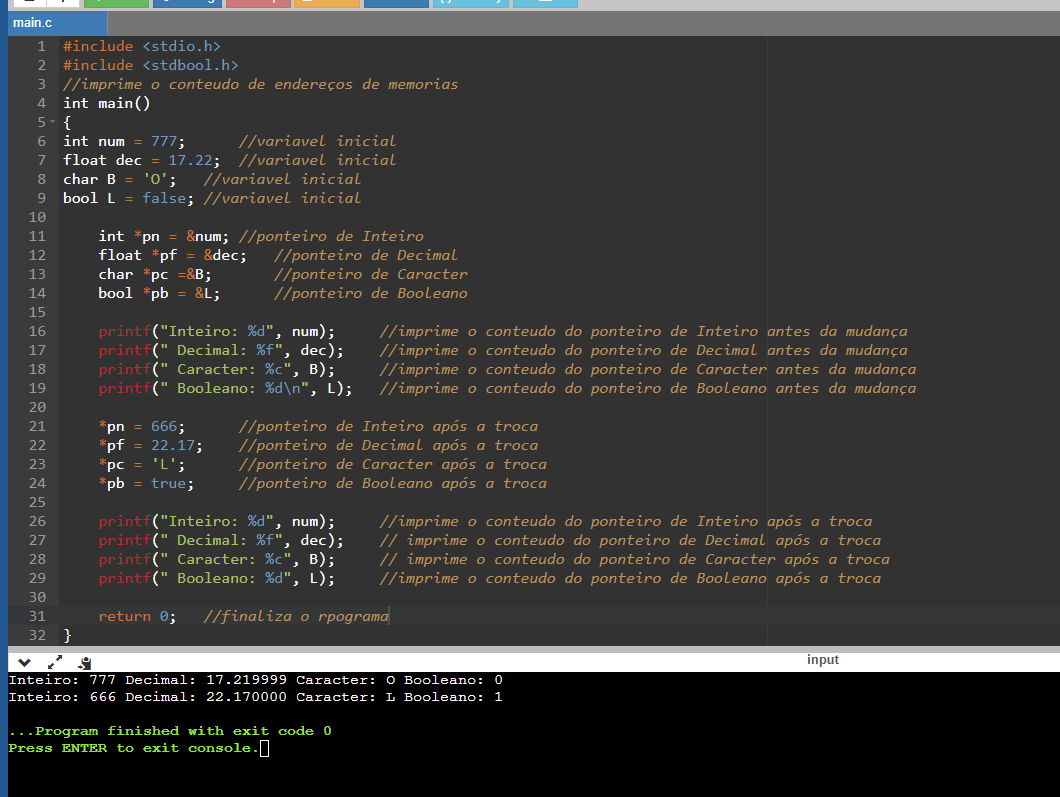 main.c
1 #include <stdio.h>
2 #include <stdbool.h>
3 //imprime o conteudo de endereços de memorias
4 int main()
5 {
6 int num = 777;      //variavel inicial
7 float dec = 17.22;  //variavel inicial
8 char B = 'O';   //variavel inicial
9 bool L = false; //variavel inicial
10
11     int *pn = &num; //ponteiro de Inteiro
12     float *pf = &dec;   //ponteiro de Decimal
13     char *pc =&B;       //ponteiro de Caracter
14     bool *pb = &L;      //ponteiro de Booleano
15
16     printf("Inteiro: %d", num);     //imprime o conteudo do ponteiro de Inteiro antes da mudança
17     printf(" Decimal: %f", dec);    //imprime o conteudo do ponteiro de Decimal antes da mudança
18     printf(" Caracter: %c", B);     //imprime o conteudo do ponteiro de Caracter antes da mudança
19     printf(" Booleano: %d\n", L);   //imprime o conteudo do ponteiro de Booleano antes da mudança
20
21     *pn = 666;      //ponteiro de Inteiro após a troca
22     *pf = 22.17;    //ponteiro de Decimal após a troca
23     *pc = 'L';      //ponteiro de Caracter após a troca
24     *pb = true;     //ponteiro de Booleano após a troca
25
26     printf("Inteiro: %d", num);     //imprime o conteudo do ponteiro de Inteiro após a troca
27     printf(" Decimal: %f", dec);    // imprime o conteudo do ponteiro de Decimal após a troca
28     printf(" Caracter: %c", B);     // imprime o conteudo do ponteiro de Caracter após a troca
29     printf(" Booleano: %d", L);     //imprime o conteudo do ponteiro de Booleano após a troca
30
31     return 0;   //finaliza o rpograma
32 }
input
Inteiro: 777 Decimal: 17.219999 Caracter: O Booleano: 0
Inteiro: 666 Decimal: 22.170000 Caracter: L Booleano: 1
...Program finished with exit code 0
Press ENTER to exit console.